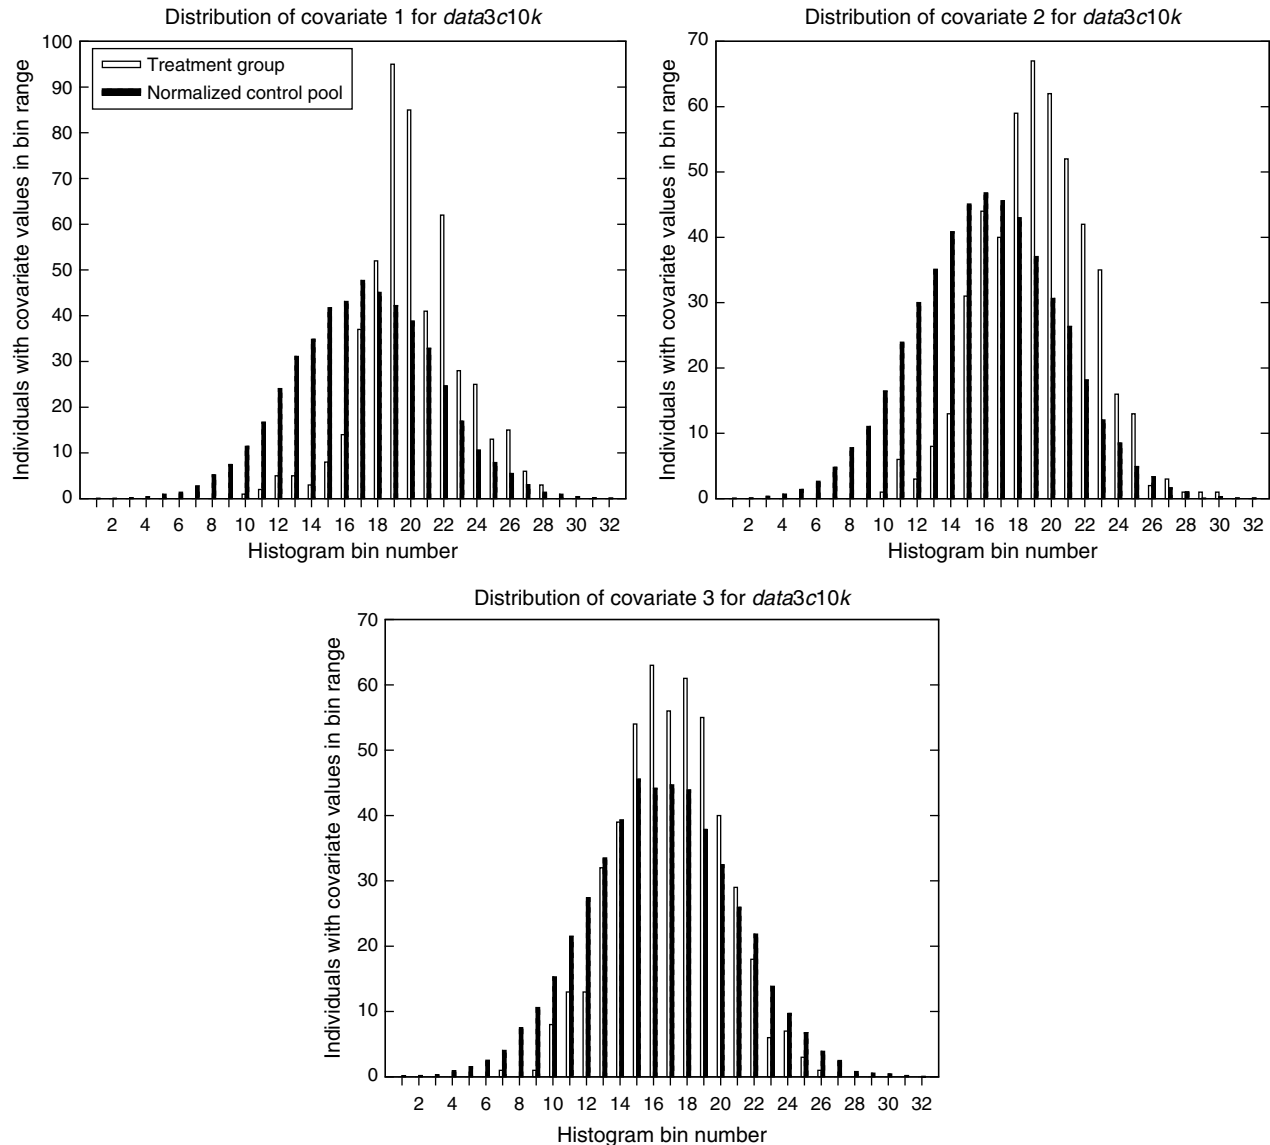 Distribution of covariate 1 for data3c10k
100
90
80
70
60
50
40
30
20
10
0
Individuals with covariate values in bin range
Treatment group
Normalized control pool
2 4 6 8 10 12 14 16 18 20 22 24 26 28 30 32
Histogram bin number
Distribution of covariate 2 for data3c10k
70
60
50
40
30
20
10
0
Individuals with covariate values in bin range
2 4 6 8 10 12 14 16 18 20 22 24 26 28 30 32
Histogram bin number
Distribution of covariate 3 for data3c10k
70
60
50
40
30
20
10
0
Individuals with covariate values in bin range
2 4 6 8 10 12 14 16 18 20 22 24 26 28 30 32
Histogram bin number